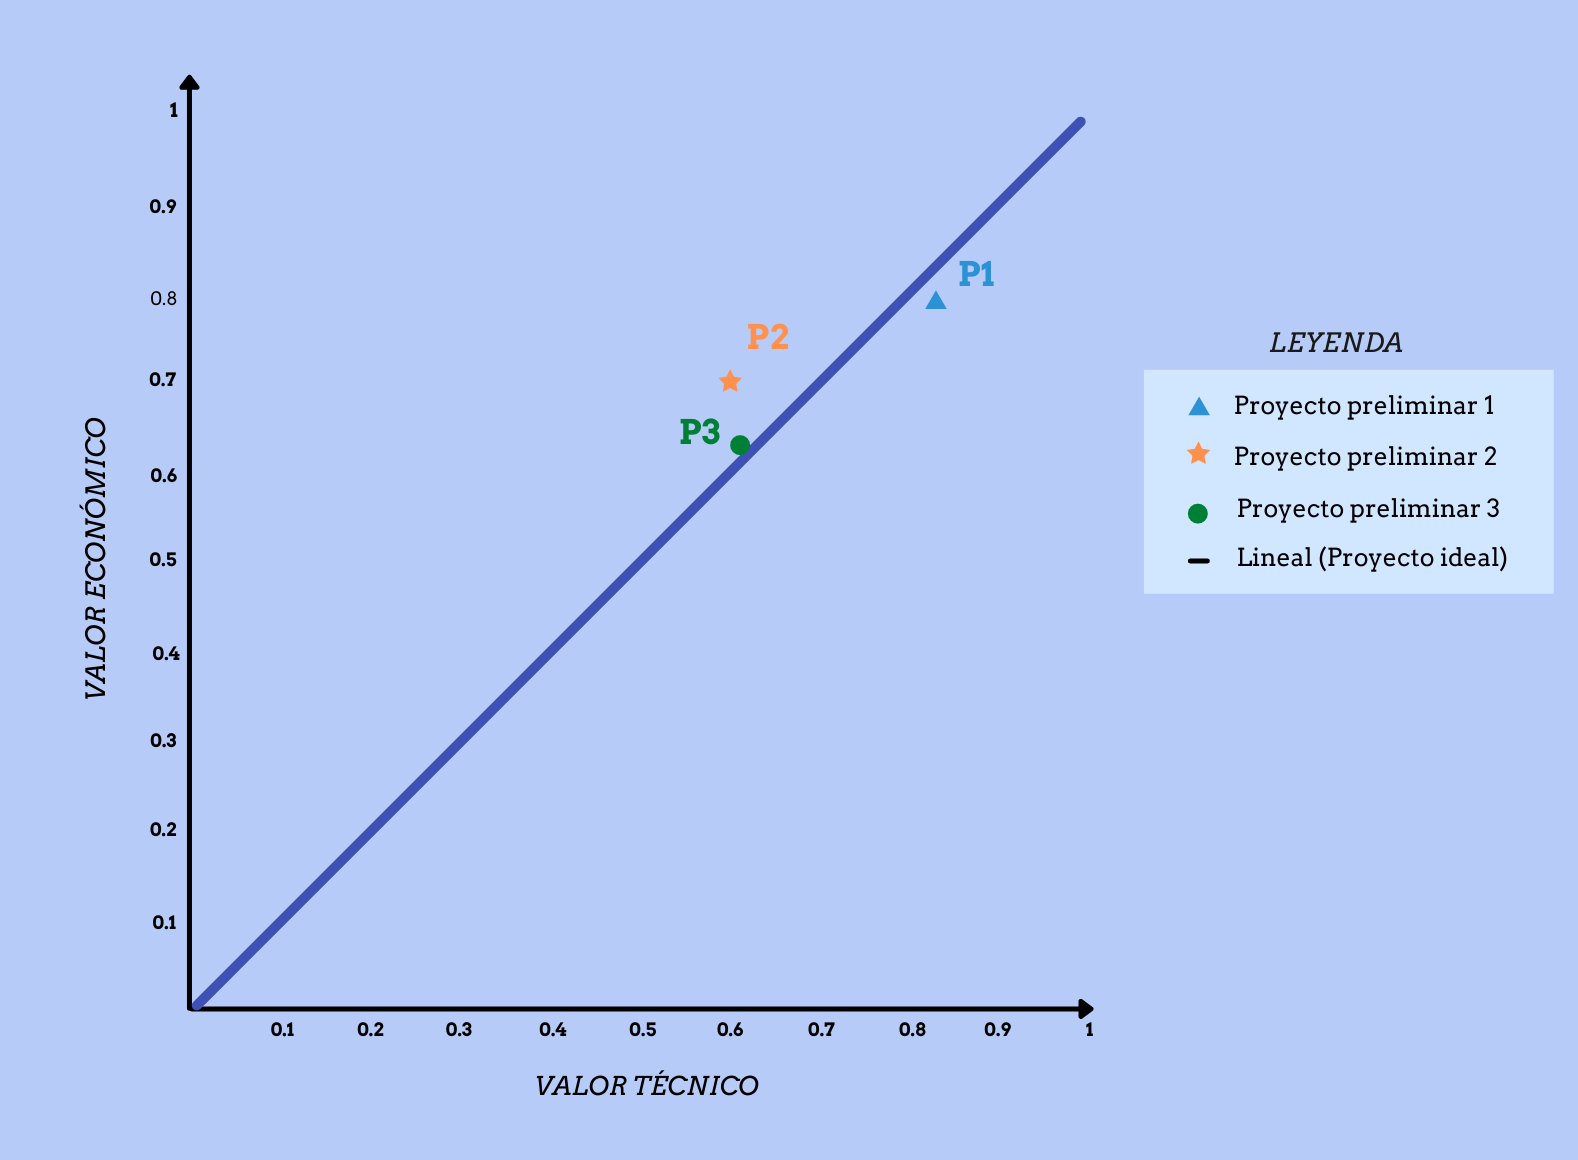 1
0.9
0.8
0.7
0.6
0.5
0.4
0.3
0.2
0.1
VALOR ECONÓMICO
P1
P2
P3
0.1 0.2 0.3 0.4 0.5 0.6 0.7 0.8 0.9 1
VALOR TÉCNICO
LEYENDA
Proyecto preliminar 1
Proyecto preliminar 2
Proyecto preliminar 3
Lineal (Proyecto ideal)